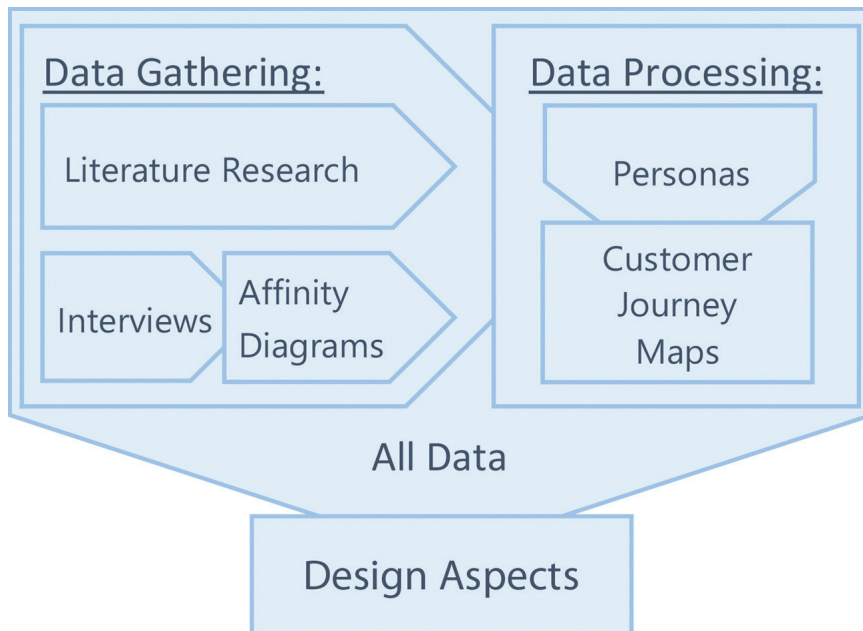 Data Gathering:
Literature Research
Interviews
Affinity
Diagrams
Data Processing:
Personas
Customer
Journey
Maps
All Data
Design Aspects